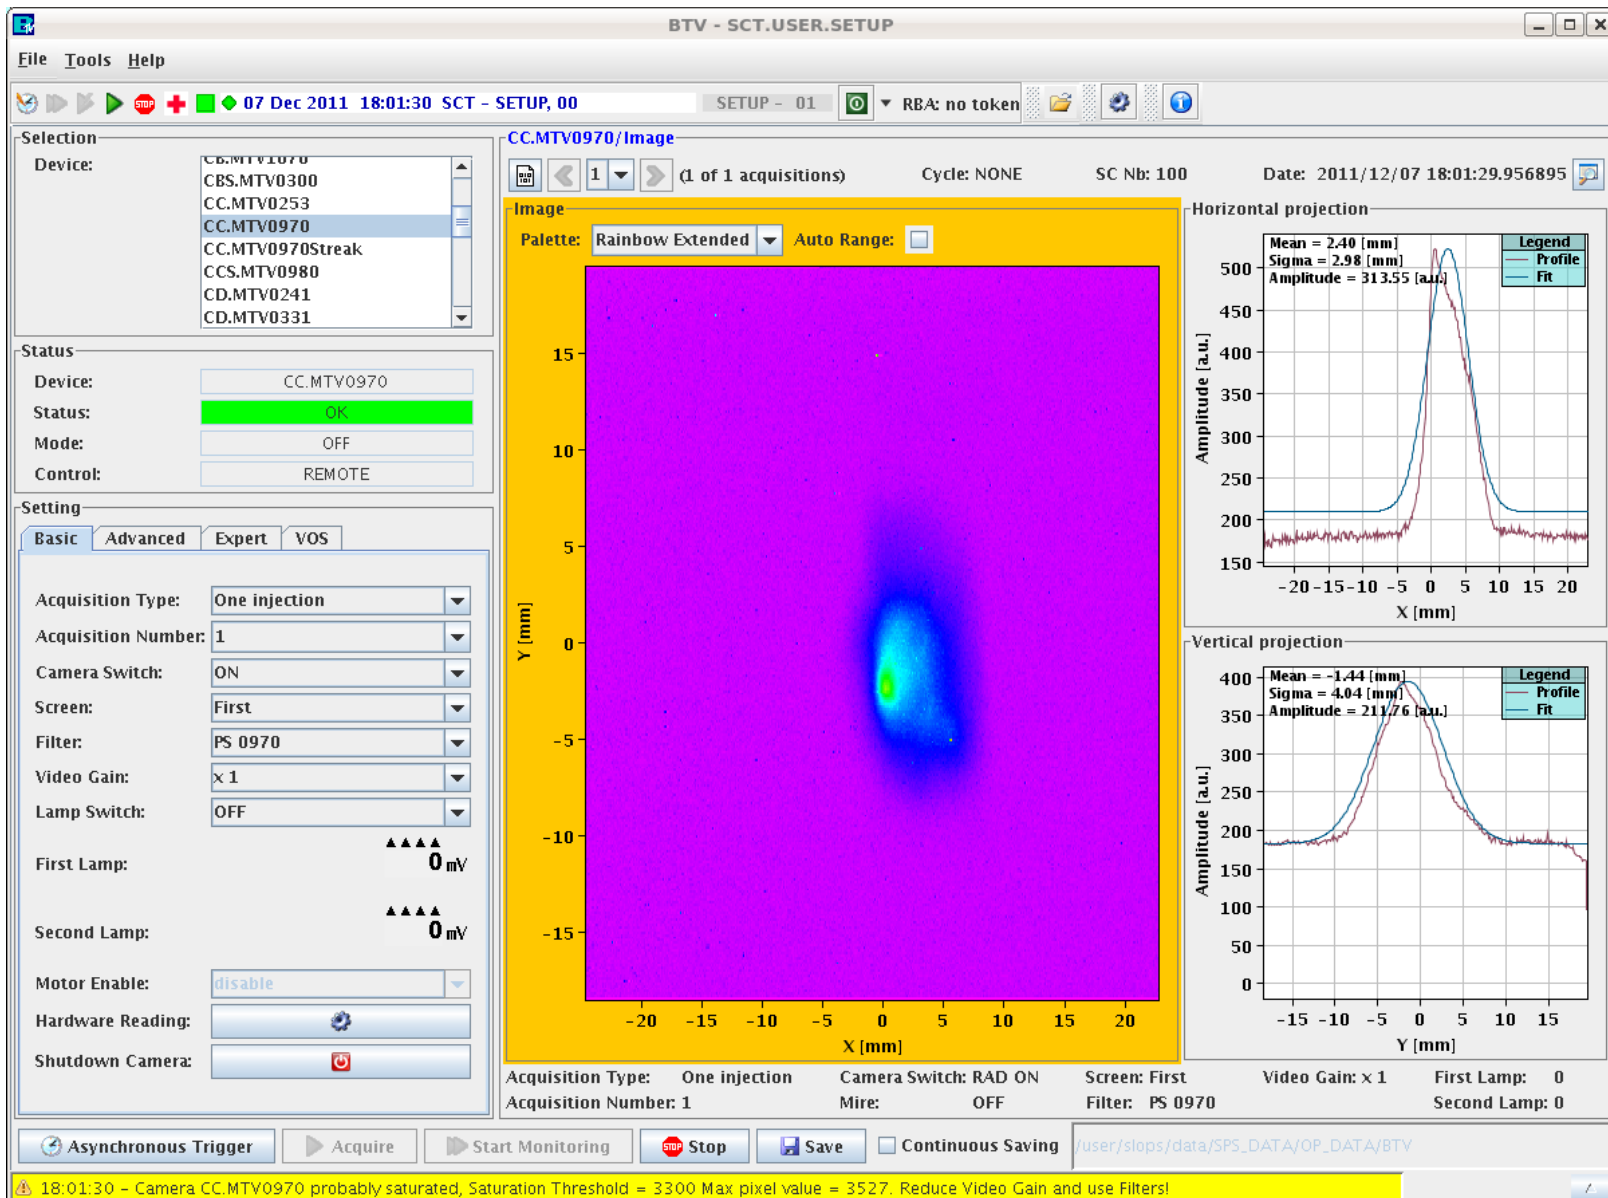 BTV - SCT.USER.SETUP
File Tools Help
07 Dec 2011 18:01:30 SCT - SETUP, 00
SETUP - 01
RBA: no token
Selection
Device:
CB.MTV1070
CBS.MTV0300
CC.MTV0253
CC.MTV0970
CC.MTV0970Streak
CCS.MTV0980
CD.MTV0241
CD.MTV0331
Status
Device: CC.MTV0970
Status: OK
Mode: OFF
Control: REMOTE
Setting
Basic Advanced Expert VOS
Acquisition Type: One injection
Acquisition Number: 1
Camera Switch: ON
Screen: First
Filter: PS 0970
Video Gain: x 1
Lamp Switch: OFF
First Lamp: 0 mV
Second Lamp: 0 mV
Motor Enable: disable
Hardware Reading:
Shutdown Camera:
CC.MTV0970/Image
1 (1 of 1 acquisitions) Cycle: NONE SC Nb: 100 Date: 2011/12/07 18:01:29.956895
Image
Palette: Rainbow Extended Auto Range:
15
10
5
0
-5
-10
-15
Y [mm]
-20 -15 -10 -5 0 5 10 15 20
X [mm]
Horizontal projection
Mean = 2.40 [mm]
Sigma = 2.98 [mm]
Amplitude = 313.55 [a.u.]
Legend
Profile
Fit
500
450
400
350
300
250
200
150
Amplitude [a.u.]
-20 -15 -10 -5 0 5 10 15 20
X [mm]
Vertical projection
Mean = -1.44 [mm]
Sigma = 4.04 [mm]
Amplitude = 211.76 [a.u.]
Legend
Profile
Fit
400
350
300
250
200
150
100
50
0
Amplitude [a.u.]
-15 -10 -5 0 5 10 15
Y [mm]
Acquisition Type: One injection Camera Switch: RAD ON Screen: First Video Gain: x 1 First Lamp: 0
Acquisition Number: 1 Mire: OFF Filter: PS 0970 Second Lamp: 0
Asynchronous Trigger Acquire Start Monitoring STOP Stop Save Continuous Saving /user/slops/data/SPS_DATA/OP_DATA/BTV
18:01:30 - Camera CC.MTV0970 probably saturated, Saturation Threshold = 3300 Max pixel value = 3527. Reduce Video Gain and use Filters!